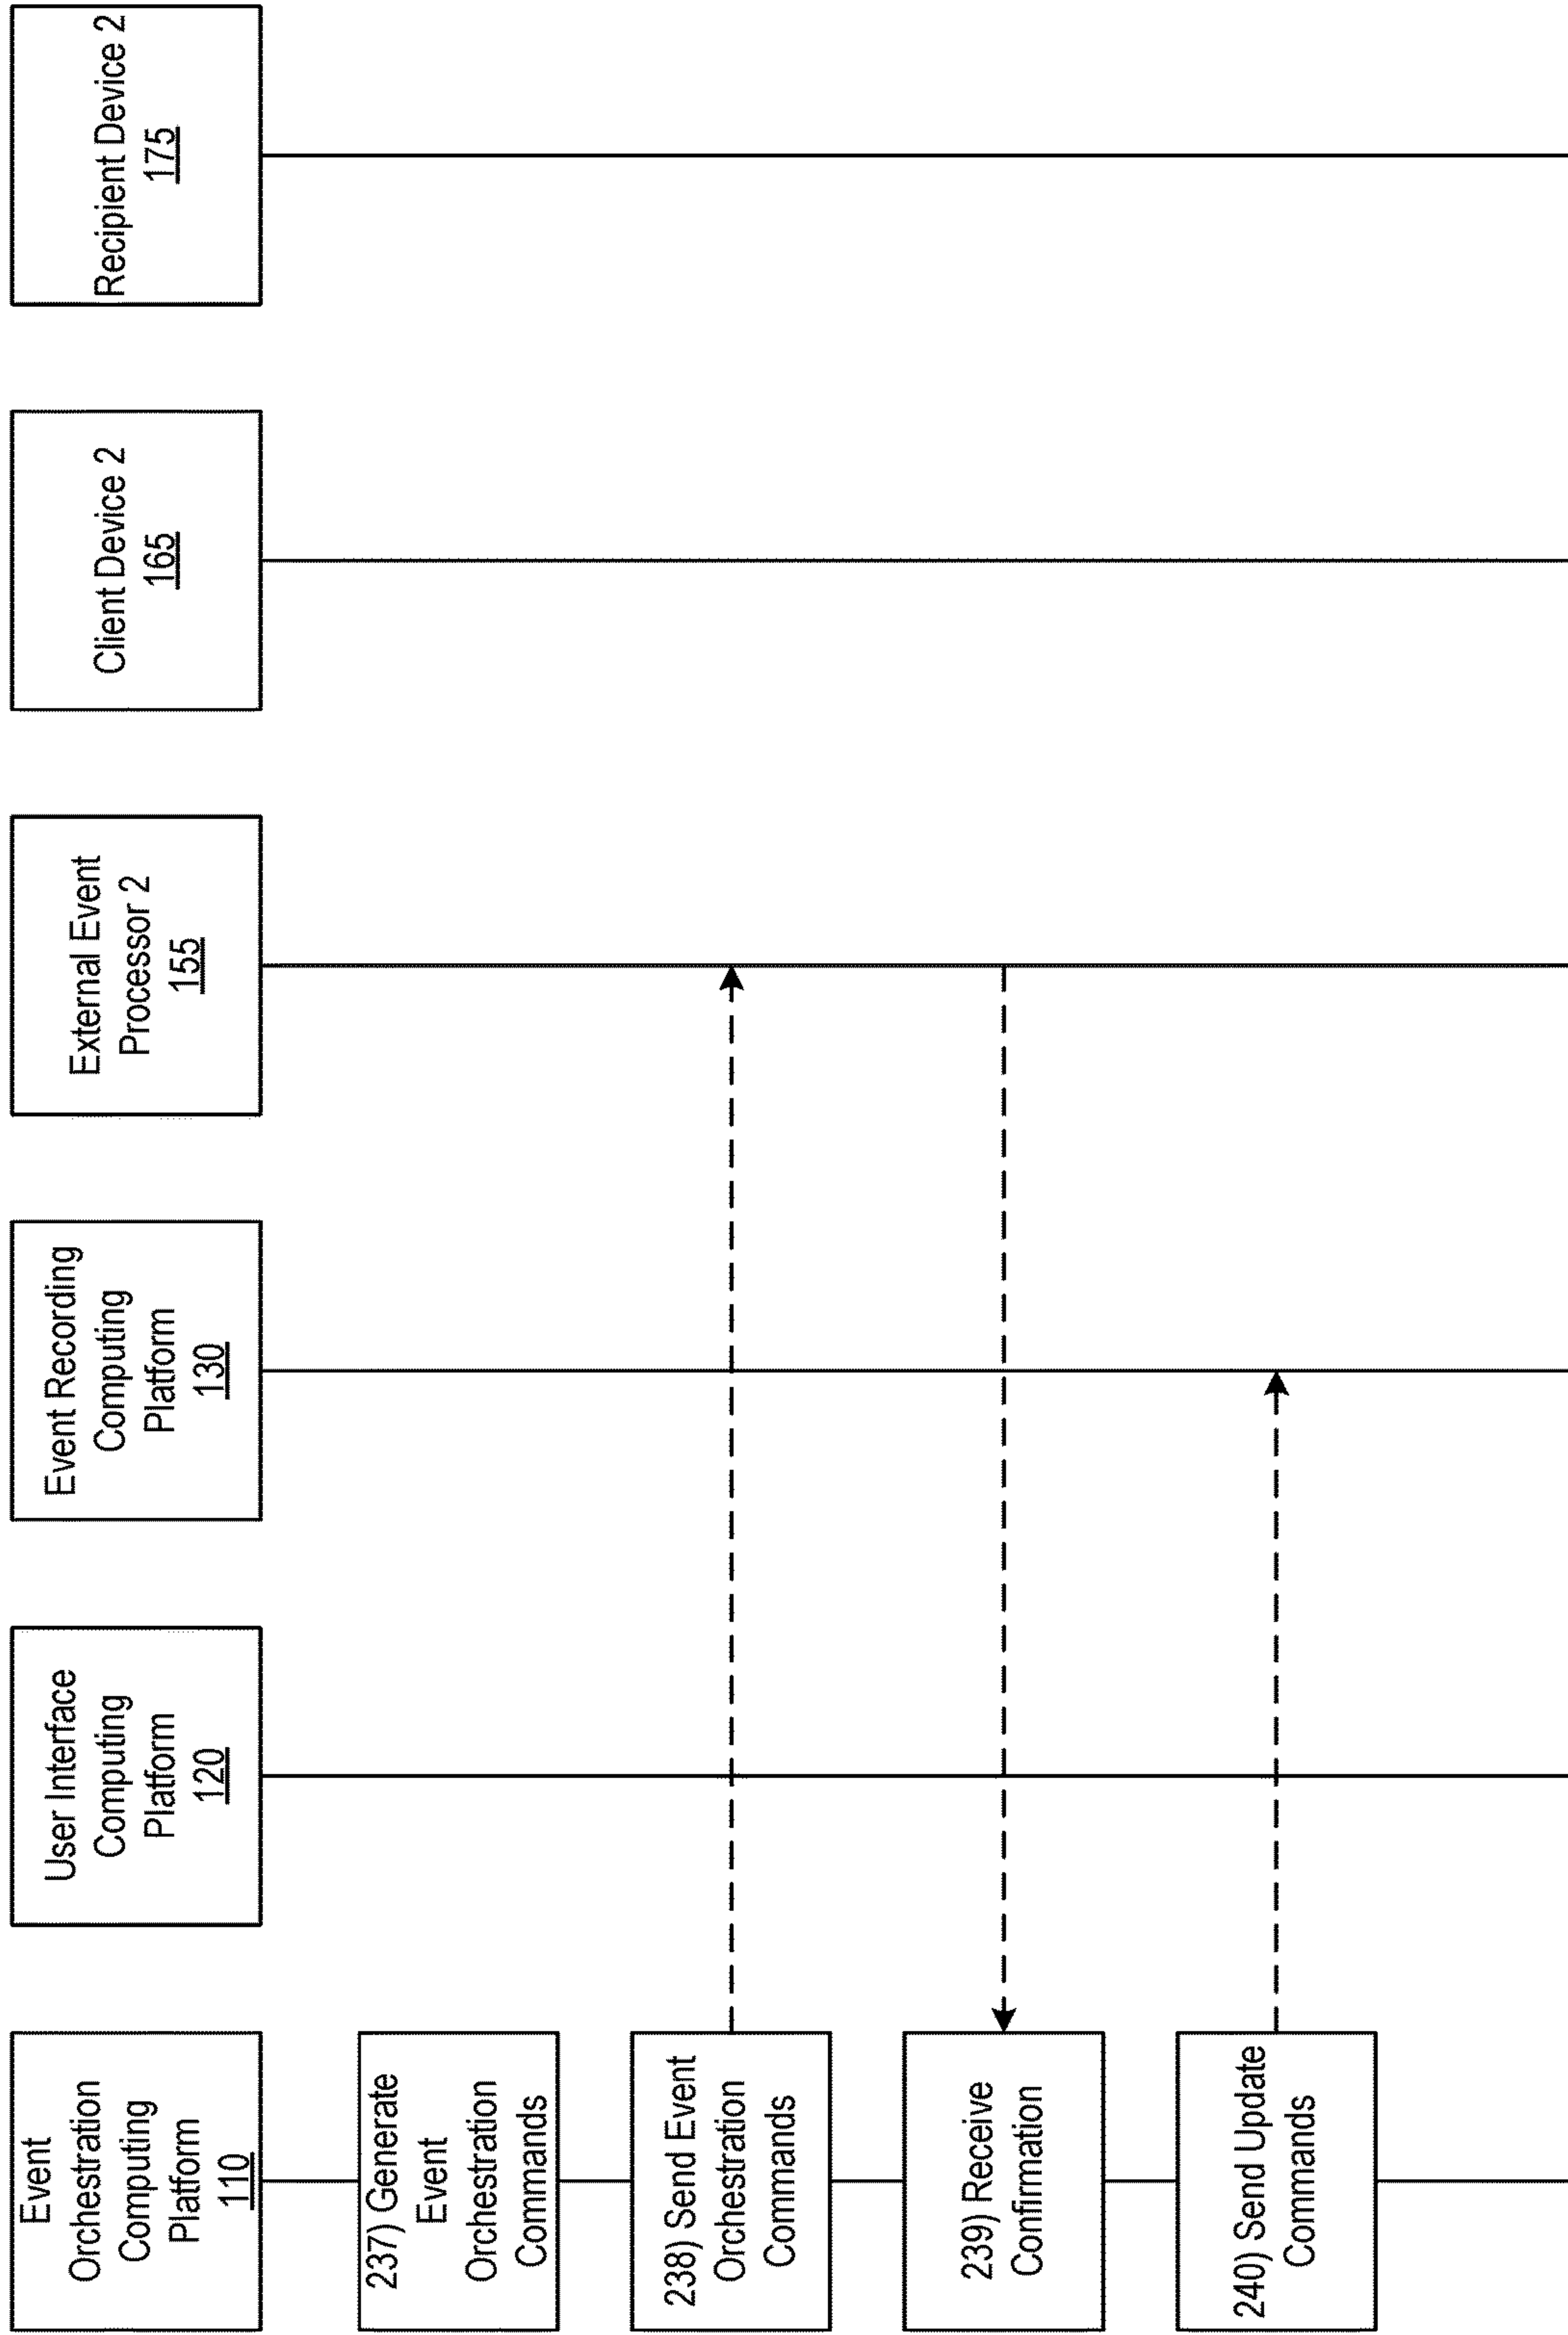 Event
Orchestration
Computing
Platform
110
User Interface
Computing
Platform
120
Event Recording
Computing
Platform
130
External Event
Processor 2
155
Client Device 2
165
Recipient Device 2
175
237) Generate
Event
Orchestration
Commands
238) Send Event
Orchestration
Commands
239) Receive
Confirmation
240) Send Update
Commands